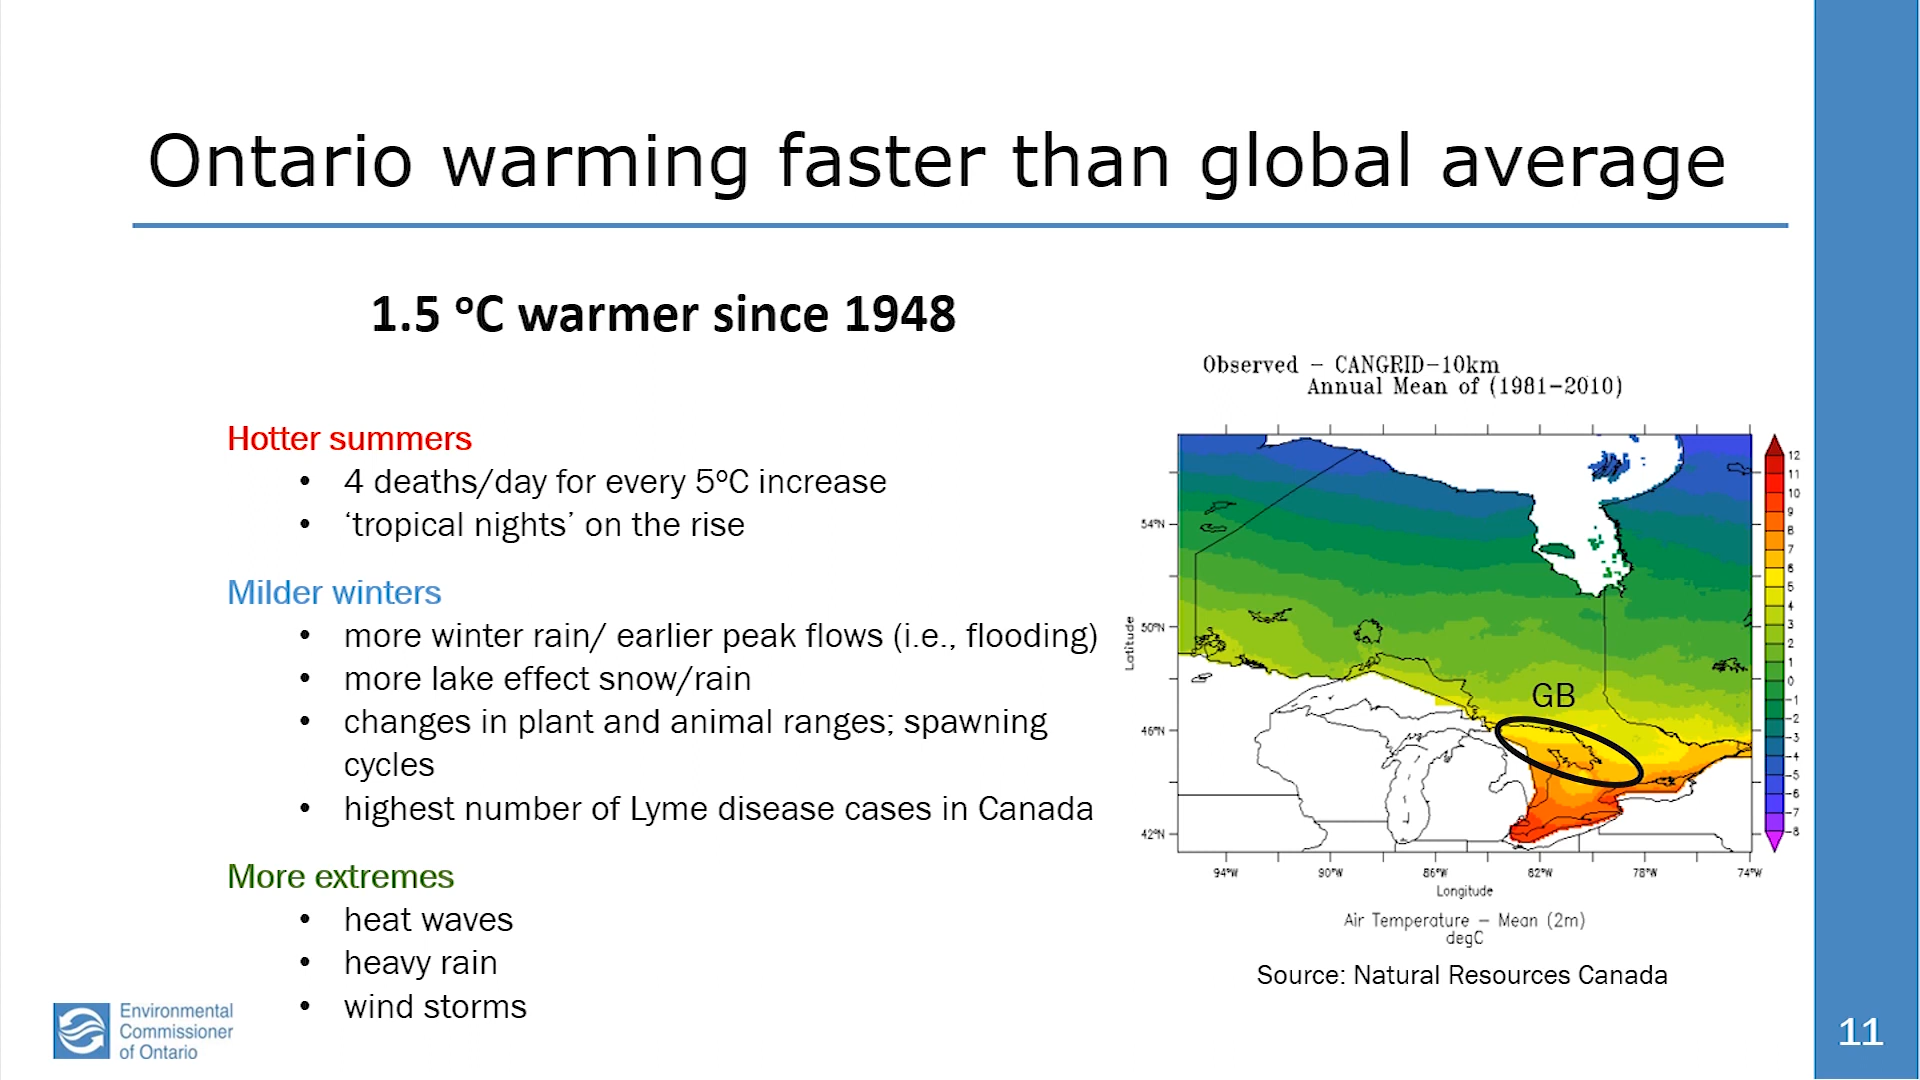 Ontario warming faster than global average
1.5 ºC warmer since 1948
Hotter summers
• 4 deaths/day for every 5ºC increase
• ‘tropical nights’ on the rise
Milder winters
• more winter rain/ earlier peak flows (i.e., flooding)
• more lake effect snow/rain
• changes in plant and animal ranges; spawning
cycles
• highest number of Lyme disease cases in Canada
More extremes
• heat waves
• heavy rain
• wind storms
Observed - CANGRID-10km
Annual Mean of (1981-2010)
54°N
50°N
46°N
42°N
Latitude
GB
94°W 90°W 86°W 82°W 78°W 74°W
Longitude
12
11
10
9
8
7
6
5
4
3
2
1
0
-1
-2
-3
-4
-5
-6
-7
-8
Air Temperature - Mean (2m)
degC
Source: Natural Resources Canada
Environmental
Commissioner
of Ontario
11